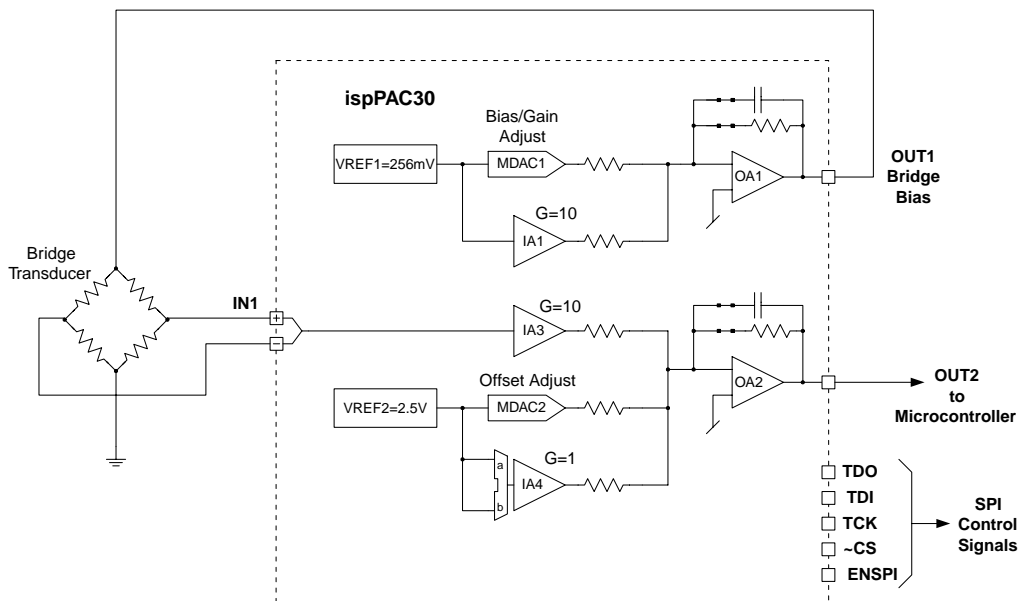 ispPAC30
Bias/Gain
Adjust
VREF1=256mV
MDAC1
OA1
OUT1
Bridge
Bias
G=10
IA1
Bridge
Transducer
IN1
+
−
G=10
IA3
Offset Adjust
VREF2=2.5V
MDAC2
OA2
OUT2
to
Microcontroller
G=1
a
b
IA4
TDO
TDI
TCK
~CS
ENSPI
SPI
Control
Signals